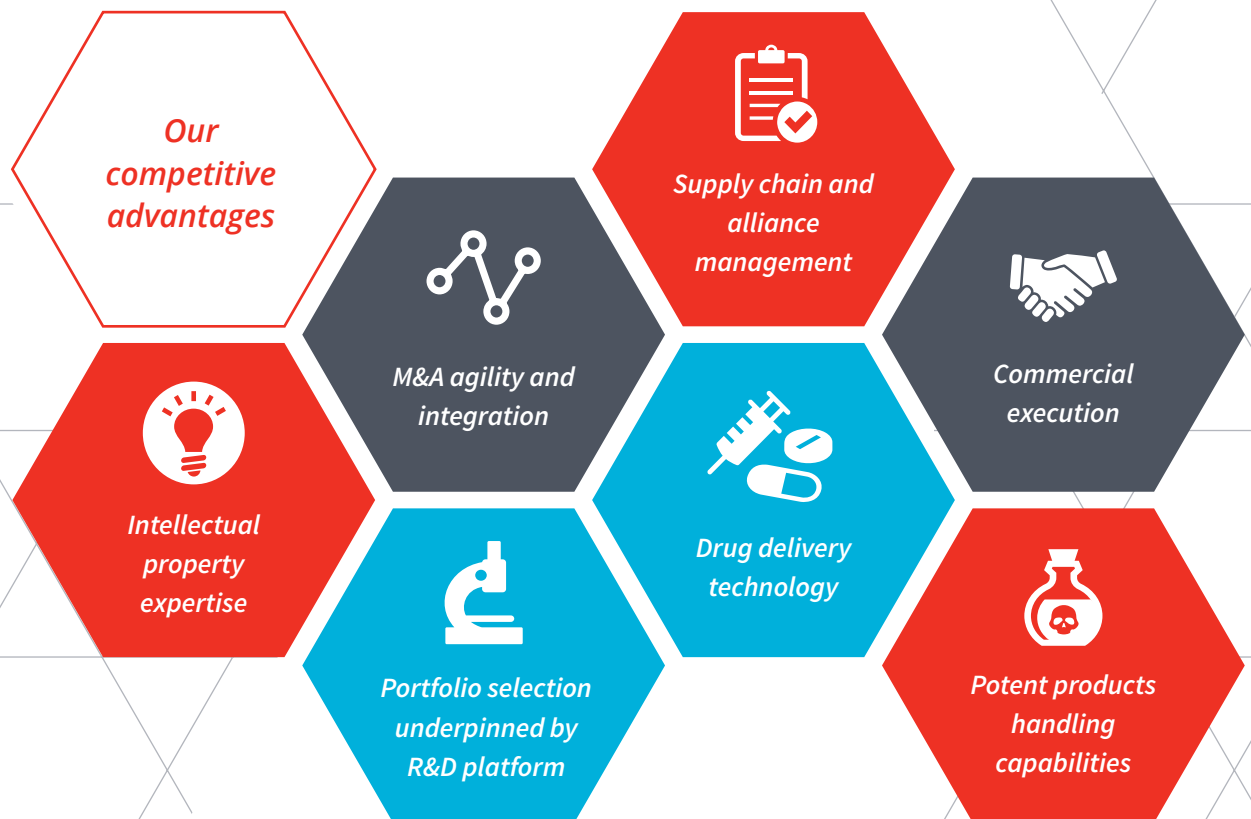 Our
competitive
advantages
Supply chain and
alliance
management
M&A agility and
integration
Commercial
execution
Intellectual
property
expertise
Drug delivery
technology
Portfolio selection
underpinned by
R&D platform
Potent products
handling
capabilities